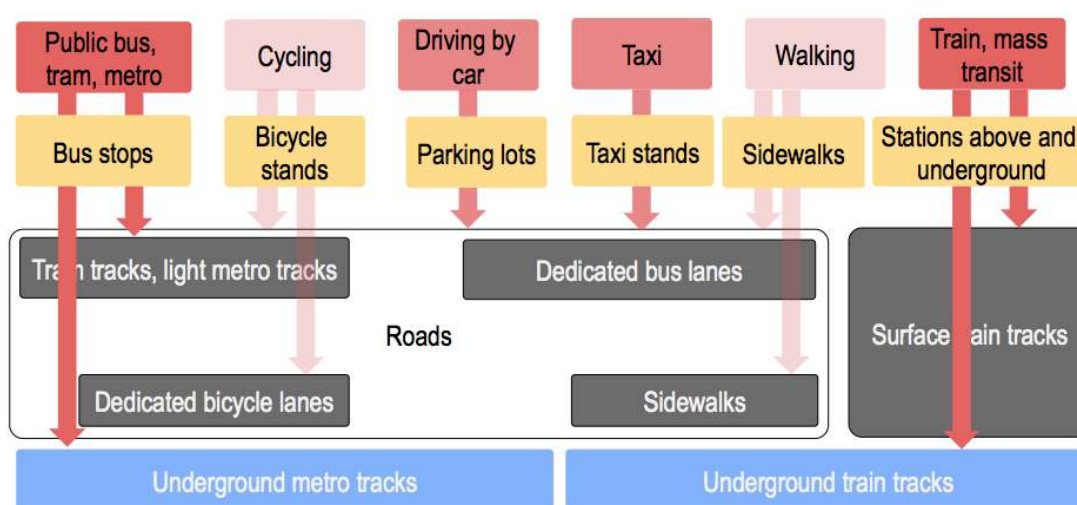 Public bus,
tram, metro
Cycling
Driving by
car
Taxi
Walking
Train, mass
transit
Bus stops
Bicycle
stands
Parking lots
Taxi stands
Sidewalks
Stations above and
underground
Train tracks, light metro tracks
Dedicated bus lanes
Roads
Surface train tracks
Dedicated bicycle lanes
Sidewalks
Underground metro tracks
Underground train tracks